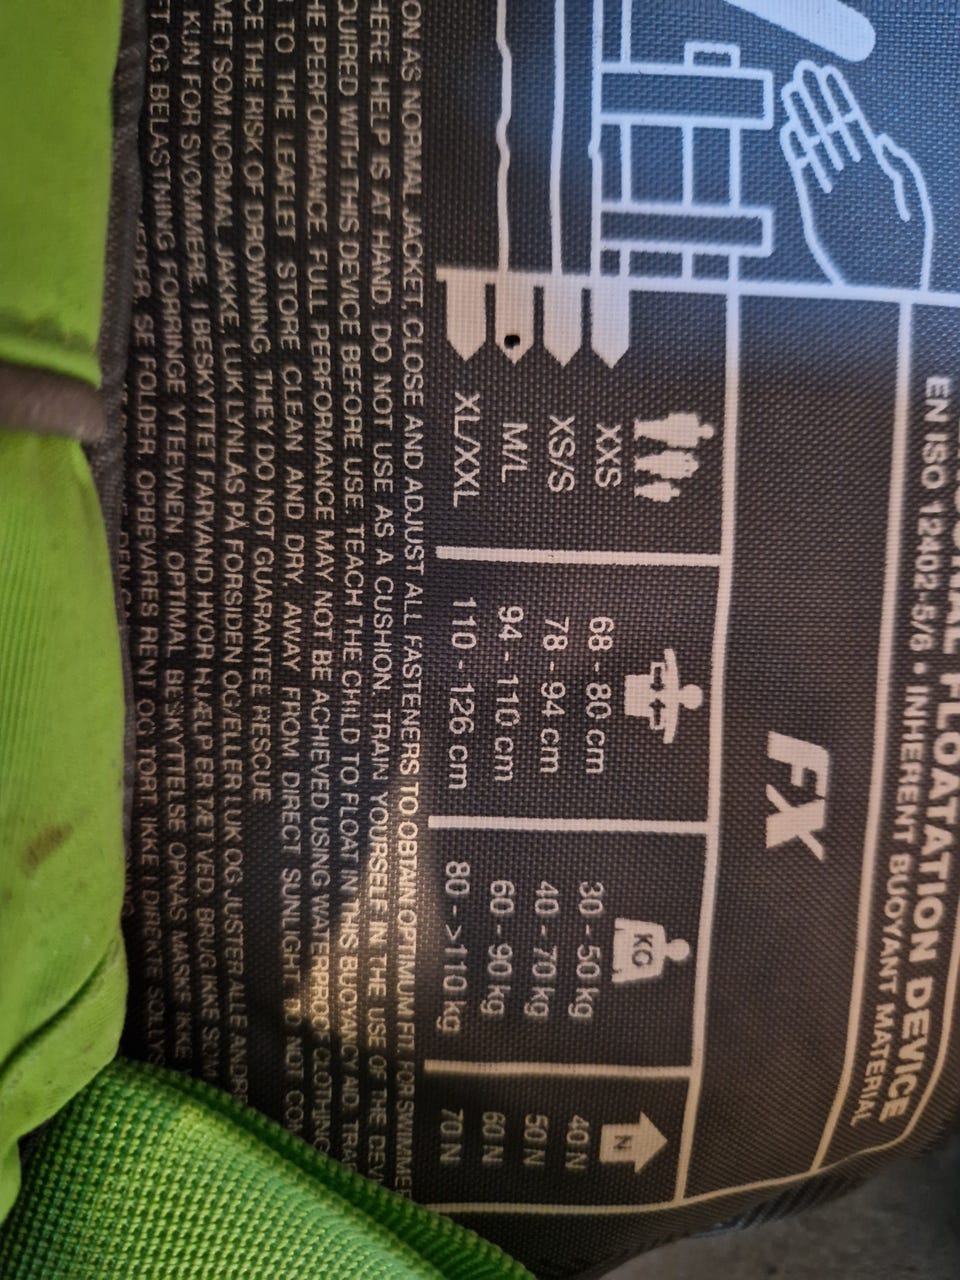 FLOATATION DEVICE
EN ISO 12402-5/6 • INHERENT BUOYANT MATERIAL
FX
KG
N
XXS 68 - 80 cm 30 - 50 kg 40 N
XS/S 78 - 94 cm 40 - 70 kg 50 N
M/L 94 - 110 cm 60 - 90 kg 60 N
XL/XXL 110 - 126 cm 80 - >110 kg 70 N
ON AS NORMAL JACKET, CLOSE AND ADJUST ALL FASTENERS TO OBTAIN OPTIMUM FIT. FOR
HERE HELP IS AT HAND. DO NOT USE AS A CUSHION. TRAIN YOURSELF IN THE USE OF THE
WITH THIS DEVICE BEFORE USE. TEACH THE CHILD TO FLOAT IN THIS BUOYANCY AID.
PERFORMANCE. FULL PERFORMANCE MAY NOT BE ACHIEVED USING WATERPROOF CLOTHING
TO THE LEAFLET STORE CLEAN AND DRY, AWAY FROM DIRECT SUNLIGHT DO NOT
THE RISK OF DROWNING, THEY DO NOT GUARANTEE RESCUE
SOM NORMAL JAKKE, LUK LYNLÅS PÅ FORSIDEN OG/ELLER LUK OG JUSTER ALLE
KUN FOR SVØMMERE, I BESKYTTET FARVAND HVOR HJÆLP ER TÆT VED. BRUG IKKE SOM
OG BELASTNING FORRINGE YTEEVNEN. OPTIMAL BESKYTTELSE OPNÅS MÅSKE IKKE
SE FOLDER. OPBEVARES RENT OG TØRT. IKKE I DIREKTE